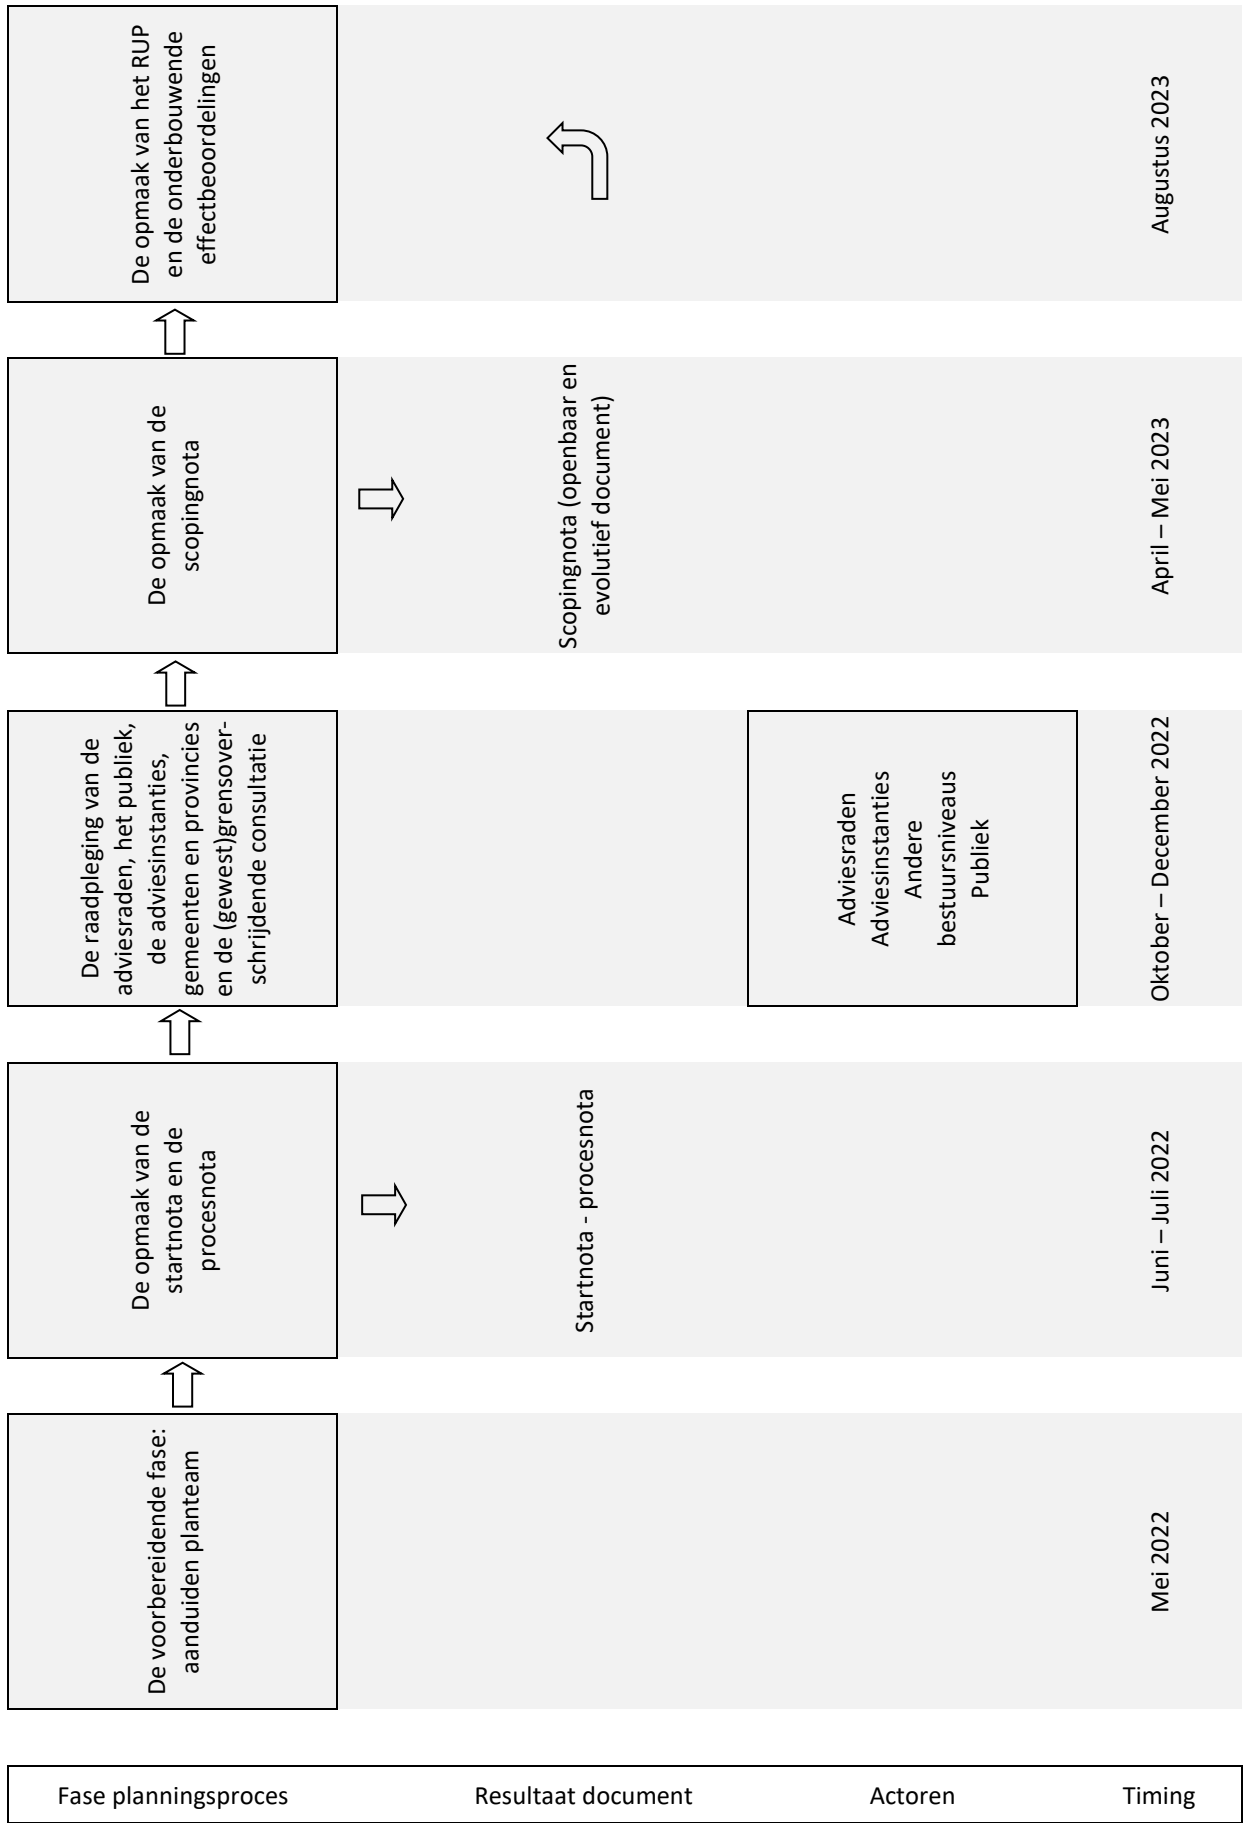 De opmaak van het RUP
en de onderbouwende
effectbeoordelingen
Augustus 2023
De opmaak van de
scopingnota
Scopingnota (openbaar en
evolutief document)
April – Mei 2023
De raadpleging van de
adviesraden, het publiek,
de adviesinstanties,
gemeenten en provincies
en de (gewest)grensover-
schrijdende consultatie
Adviesraden
Adviesinstanties
Andere
bestuursniveaus
Publiek
Oktober – December 2022
De opmaak van de
startnota en de
procesnota
Startnota - procesnota
Juni – Juli 2022
De voorbereidende fase:
aanduiden planteam
Mei 2022
Fase planningsproces
Resultaat document
Actoren
Timing